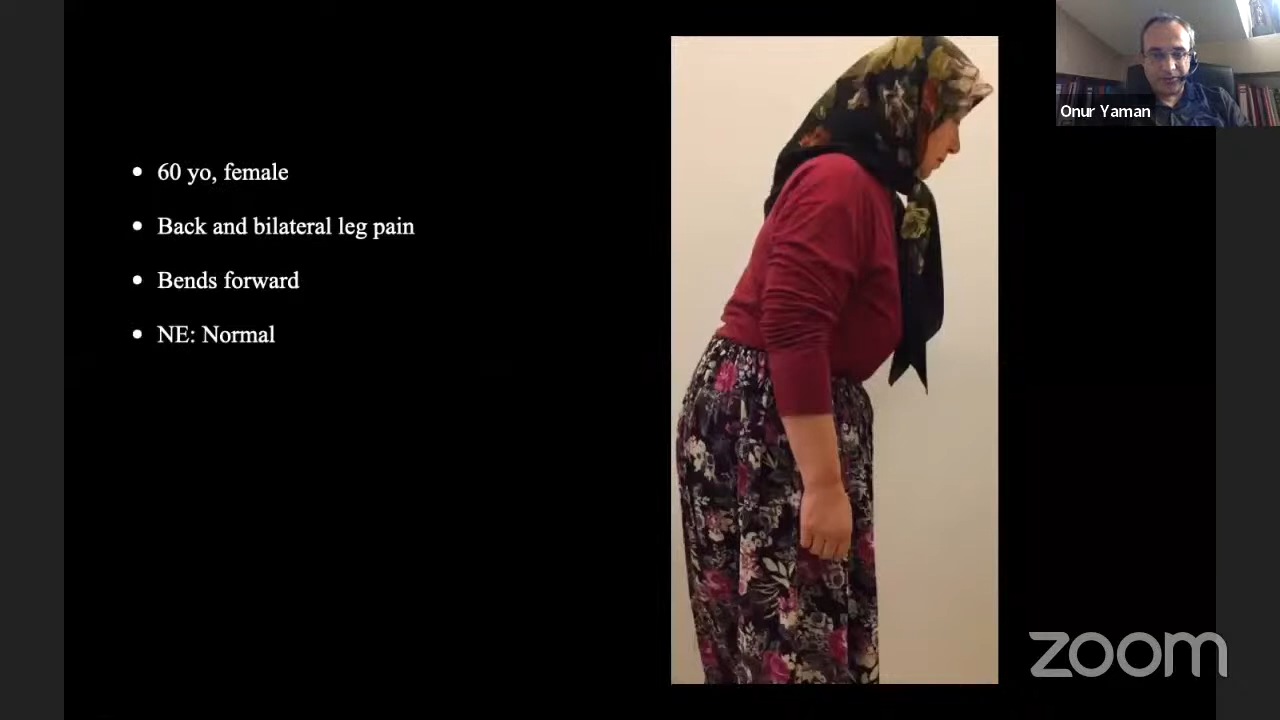 Onur Yaman
• 60 yo, female
• Back and bilateral leg pain
• Bends forward
• NE: Normal
zoom